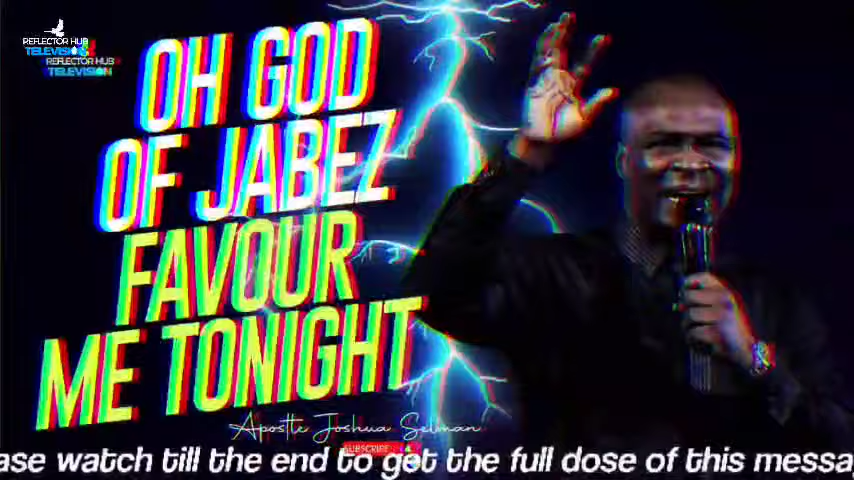 REFLECTOR HUB
TELEVISION
REFLECTOR HUB
TELEVISION
OH GOD
OF JABEZ
FAVOUR
ME TONIGHT
Apostle Joshua Selman
SUBSCRIBE
ase watch till the end to get the full dose of this messa